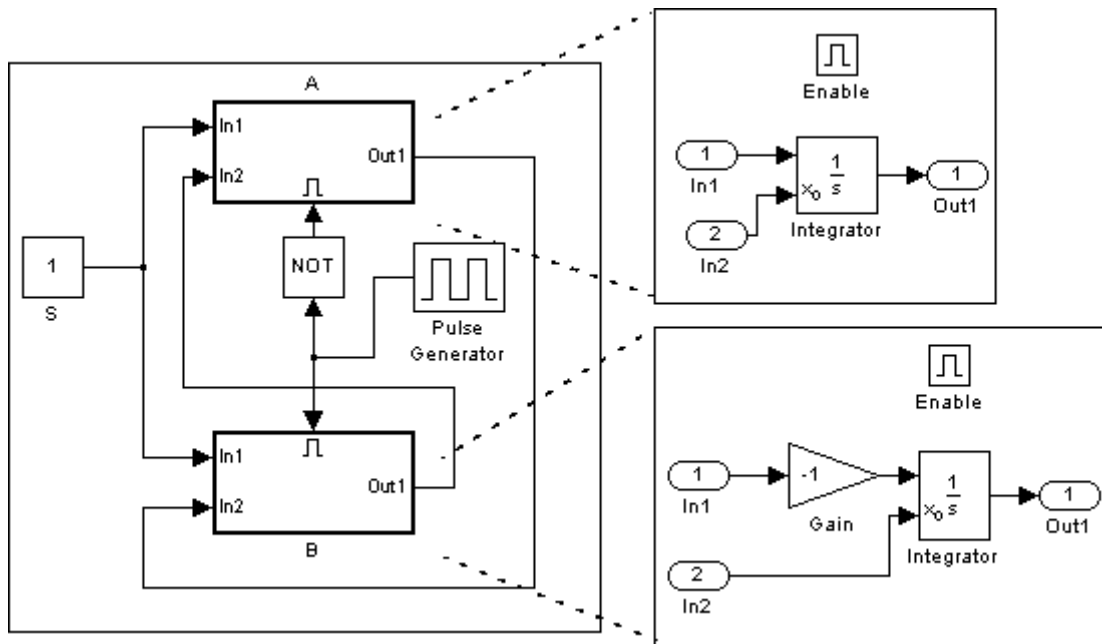 A
In1
In2
Out1
1
S
NOT
Pulse
Generator
In1
In2
Out1
B
Enable
1
In1
2
In2
x₀
1
s
Integrator
1
Out1
Enable
1
In1
-1
Gain
2
In2
x₀
1
s
Integrator
1
Out1